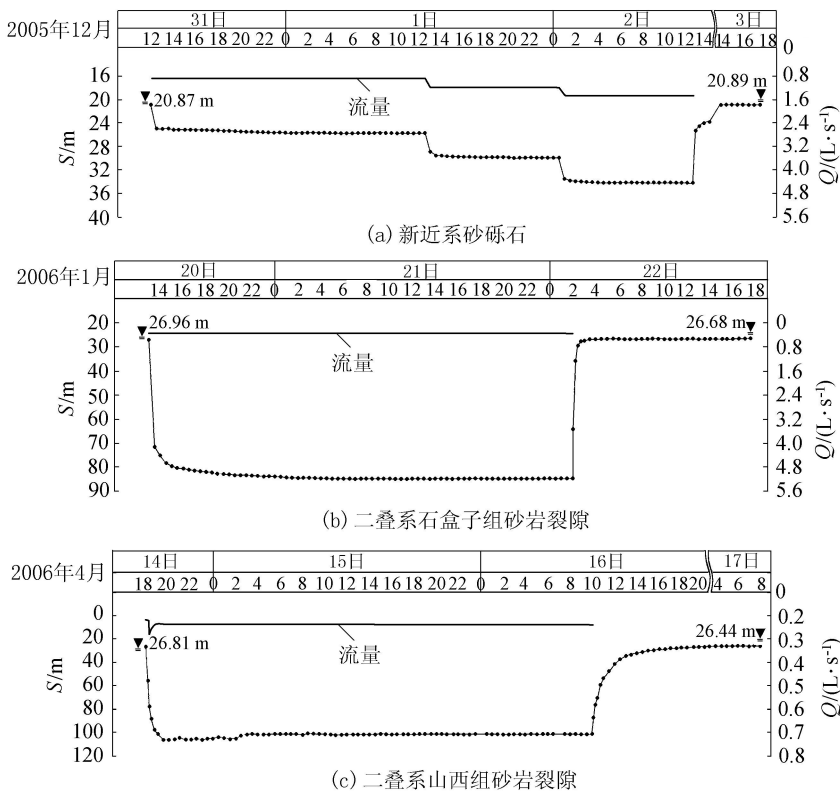 31日 1日 2日 3日
2005年12月
12 14 16 18 20 22 0 2 4 6 8 10 12 14 16 18 20 22 0 2 4 6 8 10 12 14 14 16 18
0
16 0.8
20 20.87 m 20.89 m 1.6
流量
24 2.4
S/m Q/(L·s⁻¹)
28 3.2
32 4.0
36 4.8
40 5.6
(a) 新近系砂砾石
20日 21日 22日
2006年1月
14 16 18 20 22 0 2 4 6 8 10 12 14 16 18 20 22 0 2 4 6 8 10 12 14 16 18
20 26.96 m 26.68 m 0
30 0.8
流量
40 1.6
50 2.4
S/m Q/(L·s⁻¹)
60 3.2
70 4.0
80 4.8
90 5.6
(b) 二叠系石盒子组砂岩裂隙
14日 15日 16日 17日
2006年4月
18 20 22 0 2 4 6 8 10 12 14 16 18 20 22 0 2 4 6 8 10 12 14 16 18 20 4 6 8
0
0 0.2
20 26.81 m 26.44 m 0.3
流量
40 0.4
60 0.5
S/m Q/(L·s⁻¹)
80 0.6
100 0.7
120 0.8
(c) 二叠系山西组砂岩裂隙